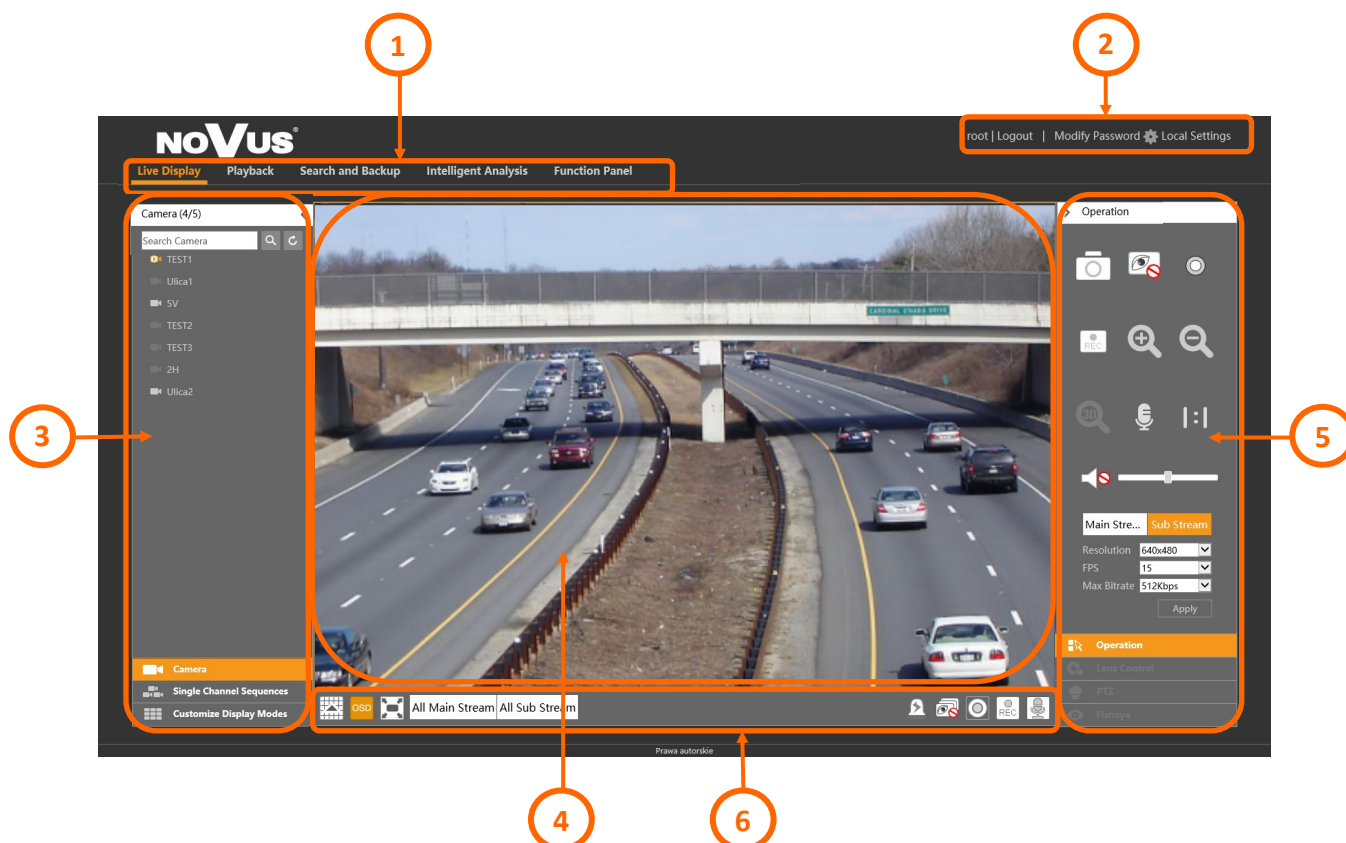 1
2
NOVUS®
root | Logout | Modify Password Local Settings
Live Display Playback Search and Backup Intelligent Analysis Function Panel
Camera (4/5)
Operation
Search Camera
TEST1
Ulica1
5V
TEST2
TEST3
2H
Ulica2
CARDINAL O'HARA DRIVE
REC
3D
|:|
3
5
Main Stre... Sub Stream
Resolution 640x480
FPS 15
Max Bitrate 512Kbps
Apply
Camera
Single Channel Sequences
Customize Display Modes
Operation
Lens Control
PTZ
Fisheye
OSD All Main Stream All Sub Stream REC
Prawa autorskie
4
6